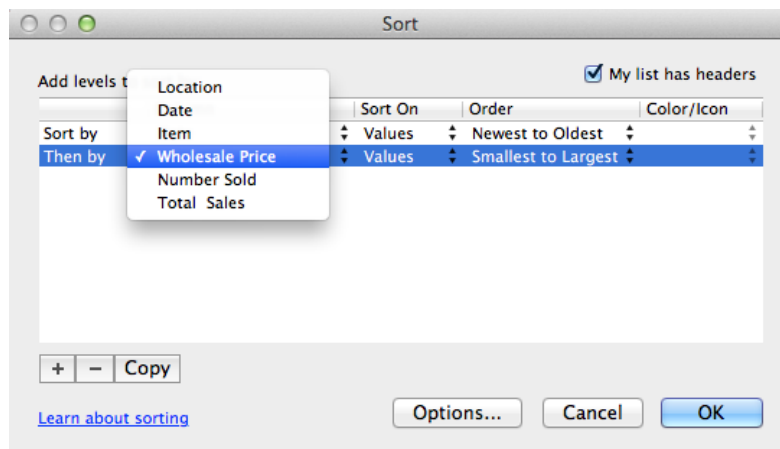 Sort
Add levels t
My list has headers
Location
Date
Item
✓ Wholesale Price
Number Sold
Total Sales
Sort On Order Color/Icon
Sort by Values Newest to Oldest
Then by Values Smallest to Largest
+ − Copy
Learn about sorting
Options... Cancel OK